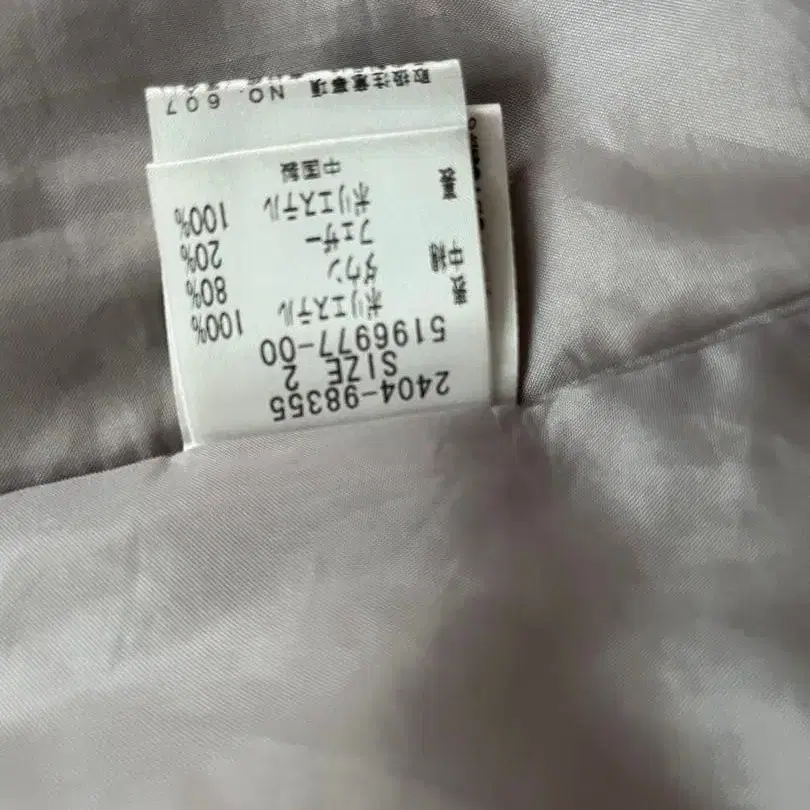 2404-98355
SIZE 2
5196977-00
表 ポリエステル 100%
中綿 ダウン 80%
フェザー 20%
裏 ポリエステル 100%
中国製
取扱注意事項 NO. 607